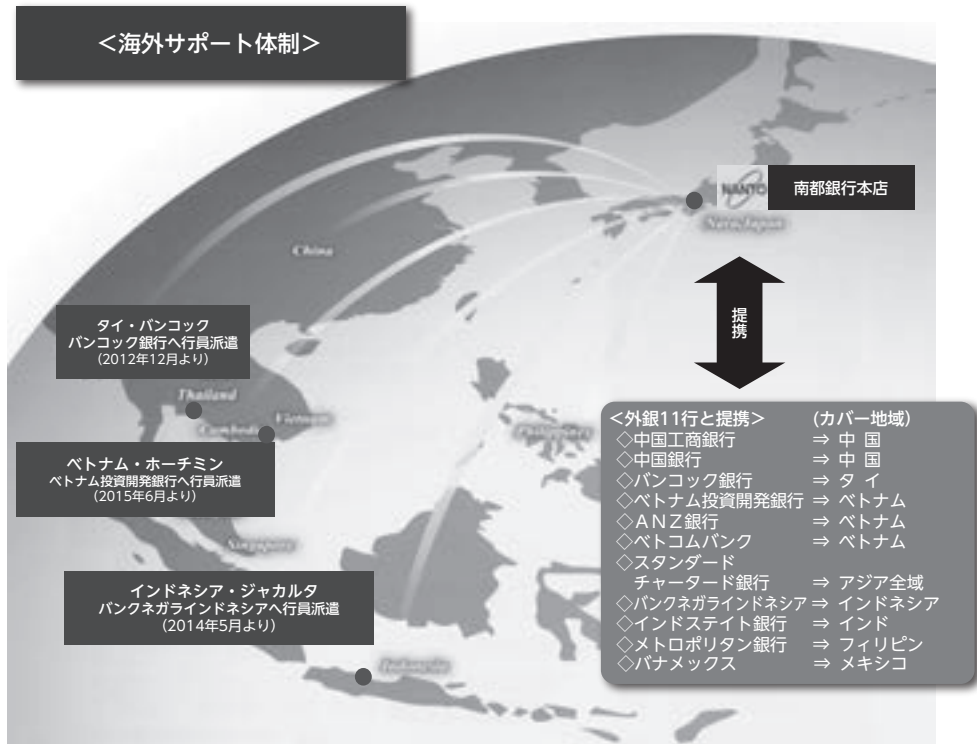 ＜海外サポート体制＞
NANTO
南都銀行本店
Nara,Japan
China
提携
タイ・バンコック
バンコック銀行へ行員派遣
(2012年12月より)
Thailand
Vietnam
Cambodia
Philippines
ベトナム・ホーチミン
ベトナム投資開発銀行へ行員派遣
(2015年6月より)
Singapore
インドネシア・ジャカルタ
バンクネガラインドネシアへ行員派遣
(2014年5月より)
Indonesia
＜外銀11行と提携＞ (カバー地域)
◇中国工商銀行 ⇒ 中 国
◇中国銀行 ⇒ 中 国
◇バンコック銀行 ⇒ タ イ
◇ベトナム投資開発銀行 ⇒ ベトナム
◇ＡＮＺ銀行 ⇒ ベトナム
◇ベトコムバンク ⇒ ベトナム
◇スタンダード
チャータード銀行 ⇒ アジア全域
◇バンクネガラインドネシア ⇒ インドネシア
◇インドステイト銀行 ⇒ インド
◇メトロポリタン銀行 ⇒ フィリピン
◇バナメックス ⇒ メキシコ